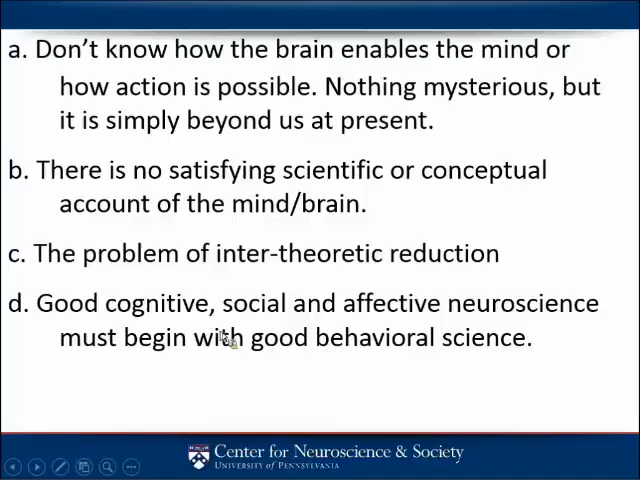 a. Don't know how the brain enables the mind or
how action is possible. Nothing mysterious, but
it is simply beyond us at present.
b. There is no satisfying scientific or conceptual
account of the mind/brain.
c. The problem of inter-theoretic reduction
d. Good cognitive, social and affective neuroscience
must begin with good behavioral science.
Center for Neuroscience & Society
UNIVERSITY OF PENNSYLVANIA